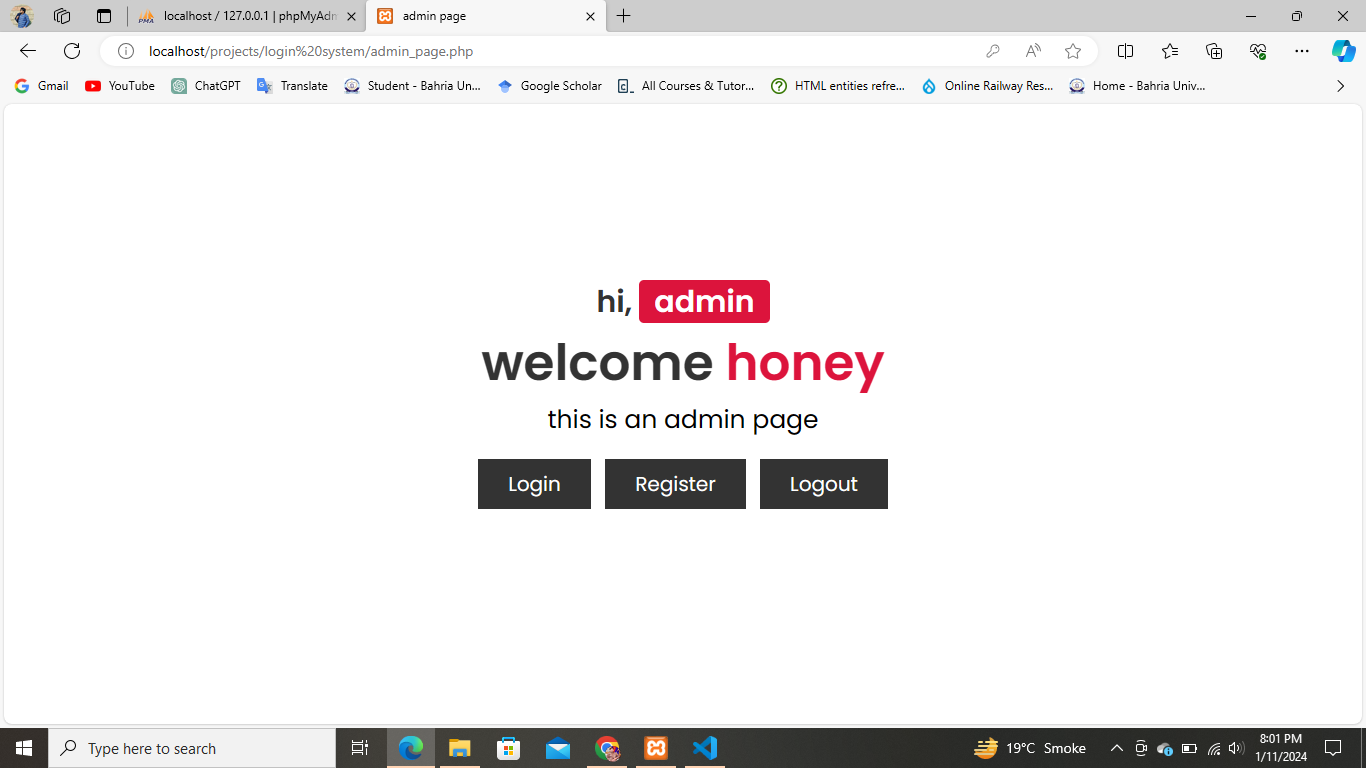 localhost / 127.0.0.1 | phpMyAdm
admin page
localhost/projects/login%20system/admin_page.php
Gmail
YouTube
ChatGPT
Translate
Student - Bahria Un...
Google Scholar
All Courses & Tutor...
HTML entities refre...
Online Railway Res...
Home - Bahria Univ...
hi, admin
welcome honey
this is an admin page
Login Register Logout
Type here to search
19°C Smoke
8:01 PM
1/11/2024